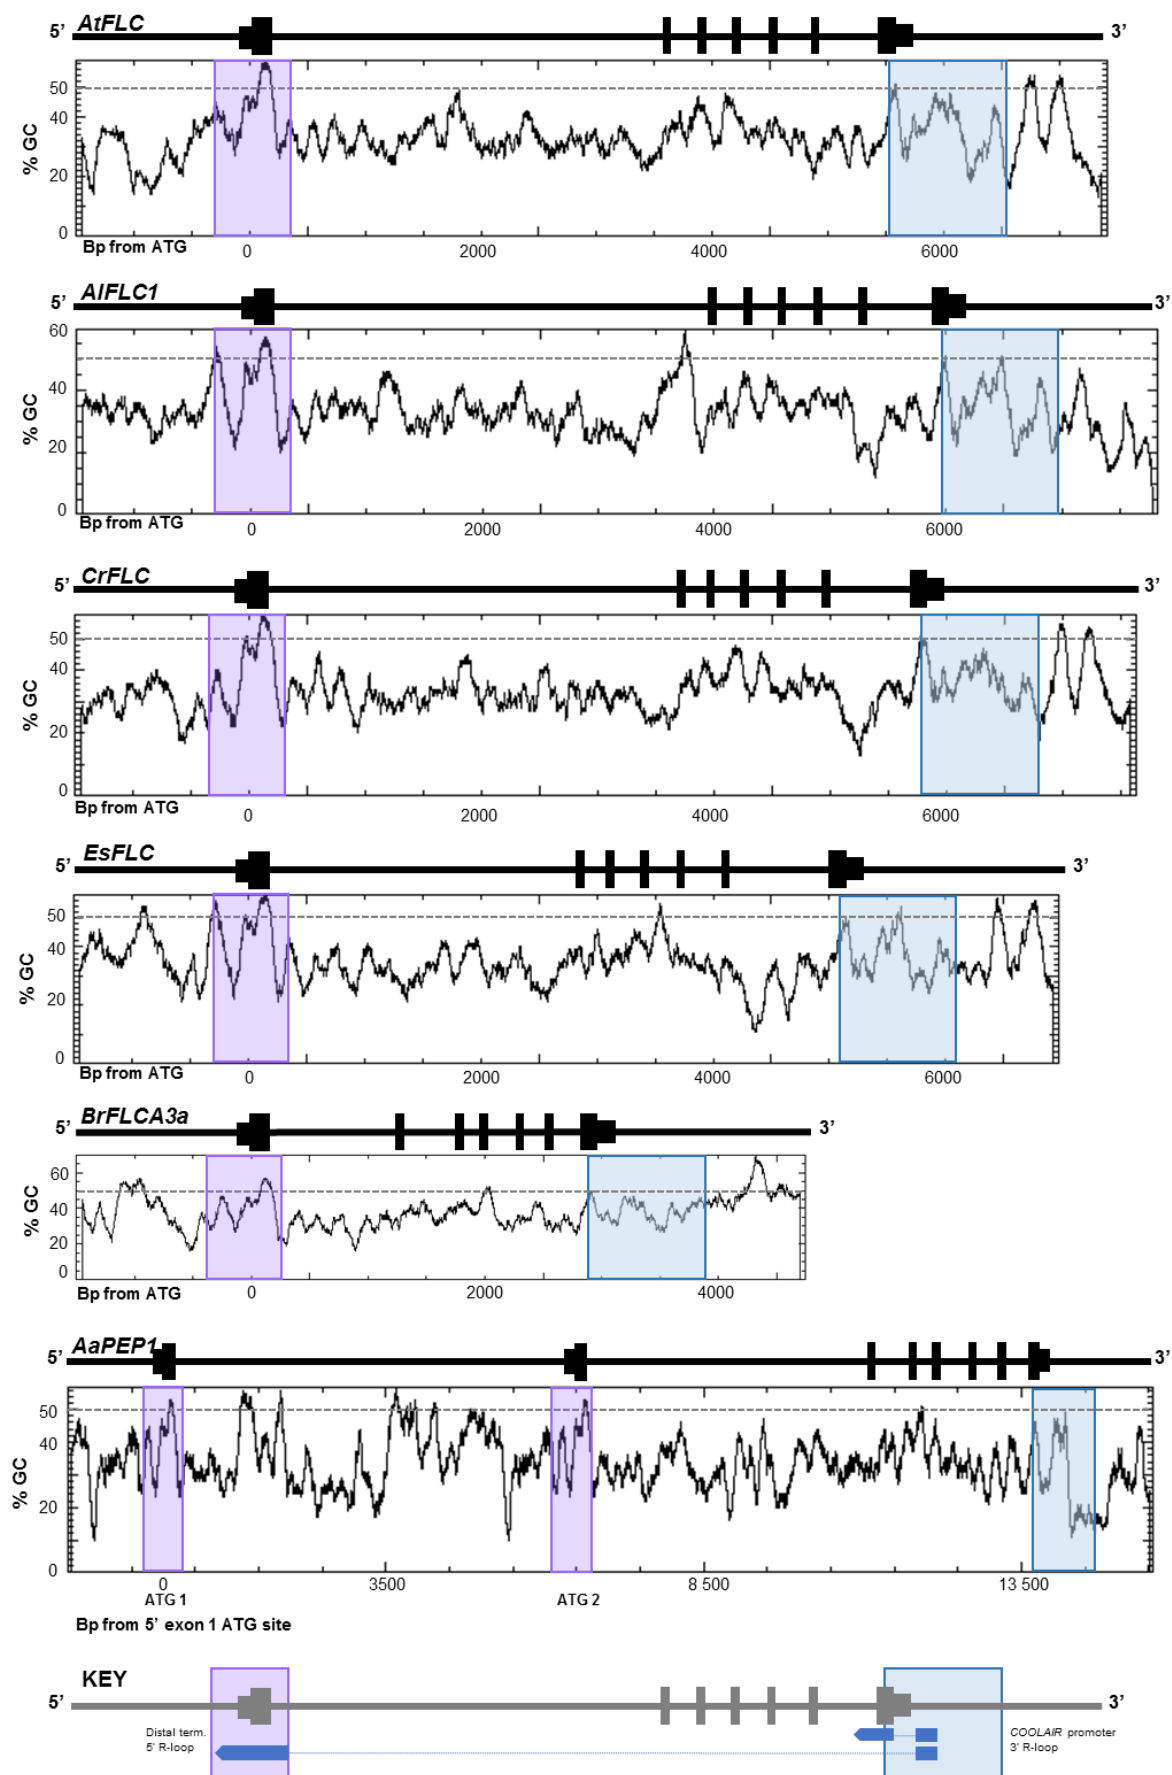 AtFLC
5’ 3’
50
40
20
0
% GC
Bp from ATG
0 2000 4000 6000
AlFLC1
5’ 3’
60
40
20
0
% GC
Bp from ATG
0 2000 4000 6000
CrFLC
5’ 3’
50
40
20
0
% GC
Bp from ATG
0 2000 4000 6000
EsFLC
5’ 3’
50
40
20
0
% GC
Bp from ATG
0 2000 4000 6000
BrFLCA3a
5’ 3’
60
50
40
20
0
% GC
Bp from ATG
0 2000 4000
AaPEP1
5’ 3’
50
40
20
0
% GC
0 3500 8 500 13 500
ATG 1 ATG 2
Bp from 5’ exon 1 ATG site
KEY
5’ 3’
Distal term.
5’ R-loop
COOLAIR promoter
3’ R-loop